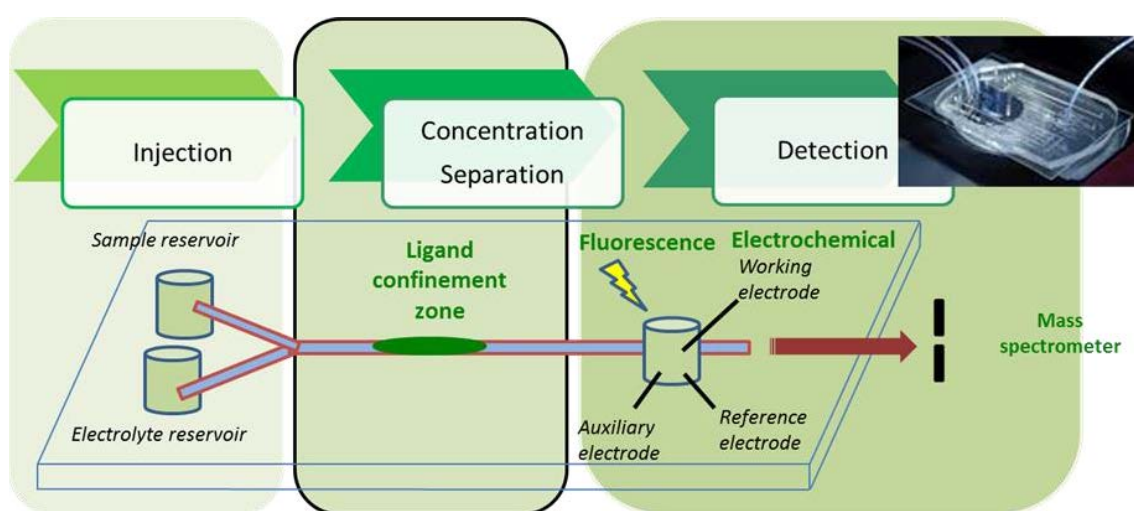 Injection
Concentration
Separation
Detection
Sample reservoir
Electrolyte reservoir
Ligand
confinement
zone
Fluorescence
Electrochemical
Working
electrode
Auxiliary
electrode
Reference
electrode
Mass
spectrometer